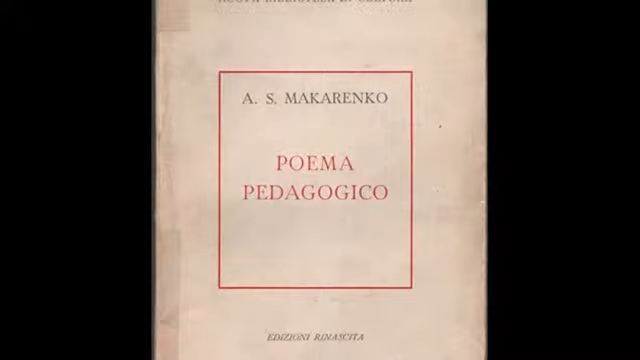 A. S. MAKARENKO
POEMA
PEDAGOGICO
EDIZIONI RINASCITA